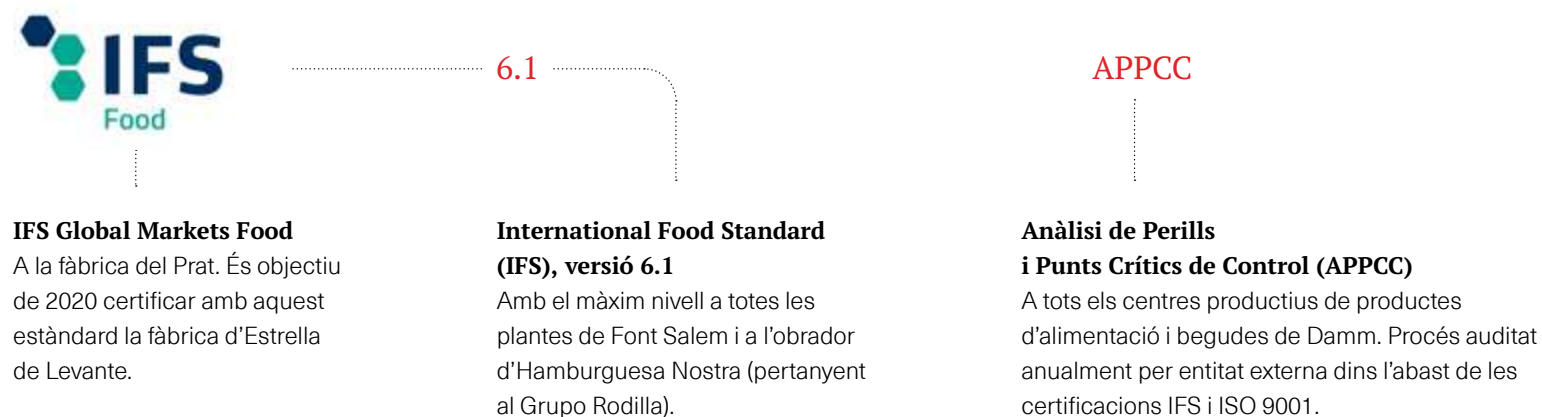 IFS
Food
6.1
APPCC
IFS Global Markets Food
A la fàbrica del Prat. És objectiu
de 2020 certificar amb aquest
estàndard la fàbrica d’Estrella
de Levante.
International Food Standard
(IFS), versió 6.1
Amb el màxim nivell a totes les
plantes de Font Salem i a l’obrador
d’Hamburguesa Nostra (pertanyent
al Grupo Rodilla).
Anàlisi de Perills
i Punts Crítics de Control (APPCC)
A tots els centres productius de productes
d’alimentació i begudes de Damm. Procés auditat
anualment per entitat externa dins l’abast de les
certificacions IFS i ISO 9001.